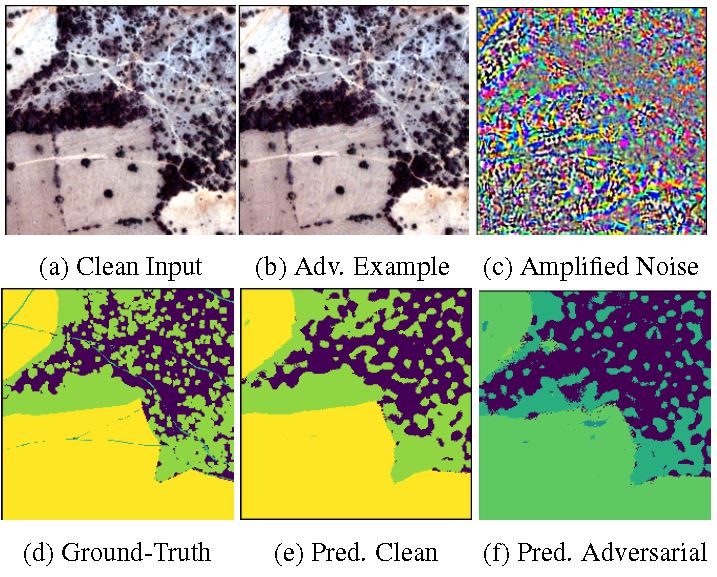 (a) Clean Input (b) Adv. Example (c) Amplified Noise
(d) Ground-Truth (e) Pred. Clean (f) Pred. Adversarial